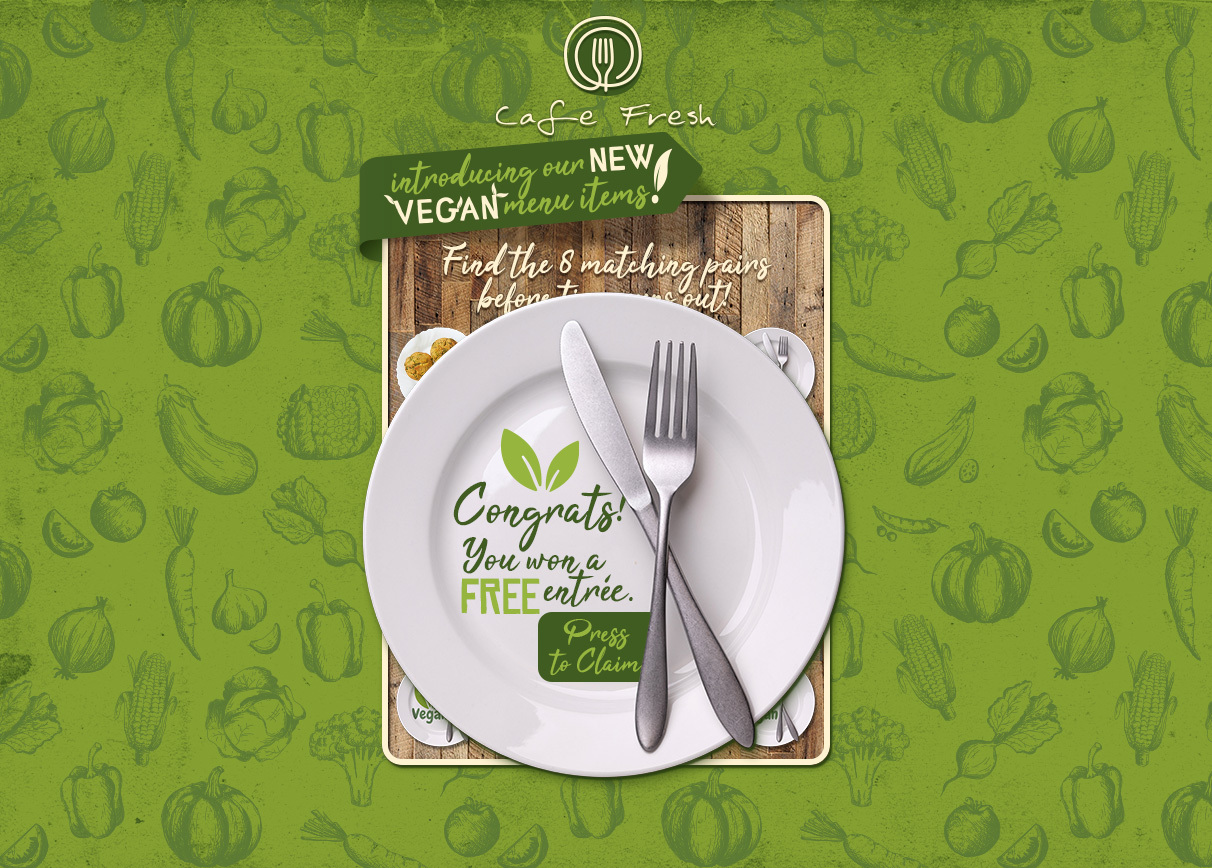 Cafe Fresh
introducing our NEW
VEGAN menu items!
Find the 8 matching pairs
out!
Congrats!
You won a
FREE entrée.
Press
to Claim